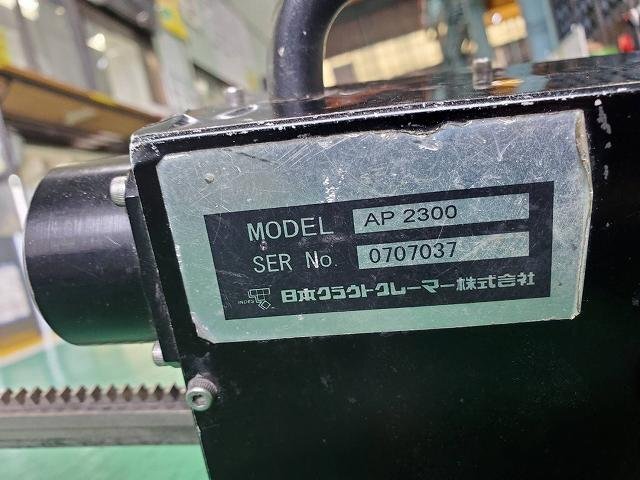 MODEL AP 2300
SER No. 0707037
日本クラウトクレーマー株式会社